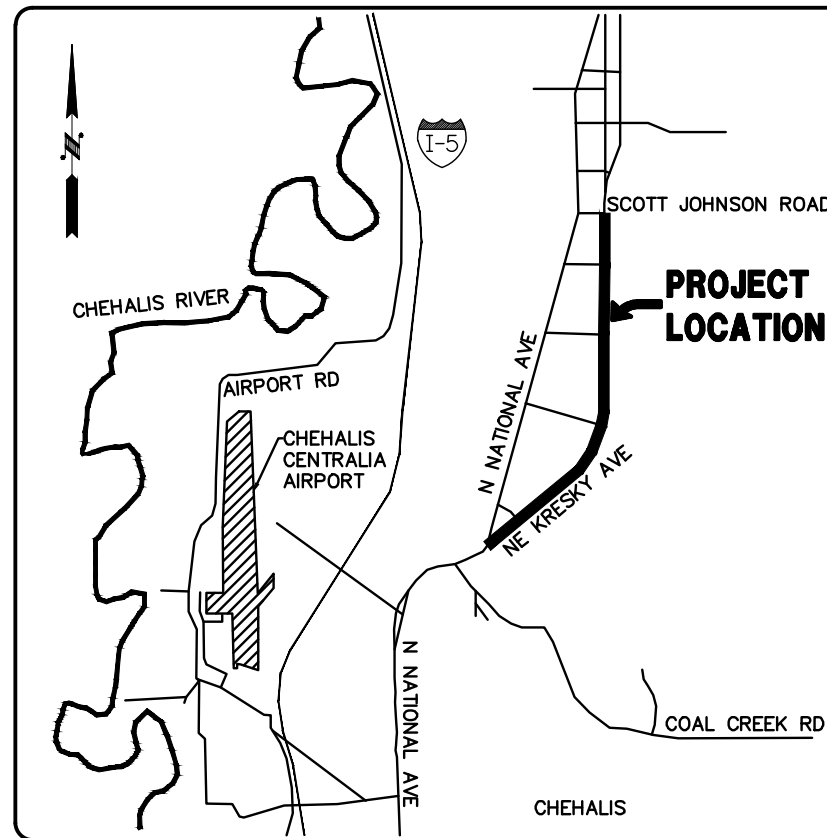 N
I-5
SCOTT JOHNSON ROAD
PROJECT
LOCATION
CHEHALIS RIVER
N NATIONAL AVE
AIRPORT RD
CHEHALIS
CENTRALIA
AIRPORT
NE KRESKY AVE
N NATIONAL AVE
COAL CREEK RD
CHEHALIS